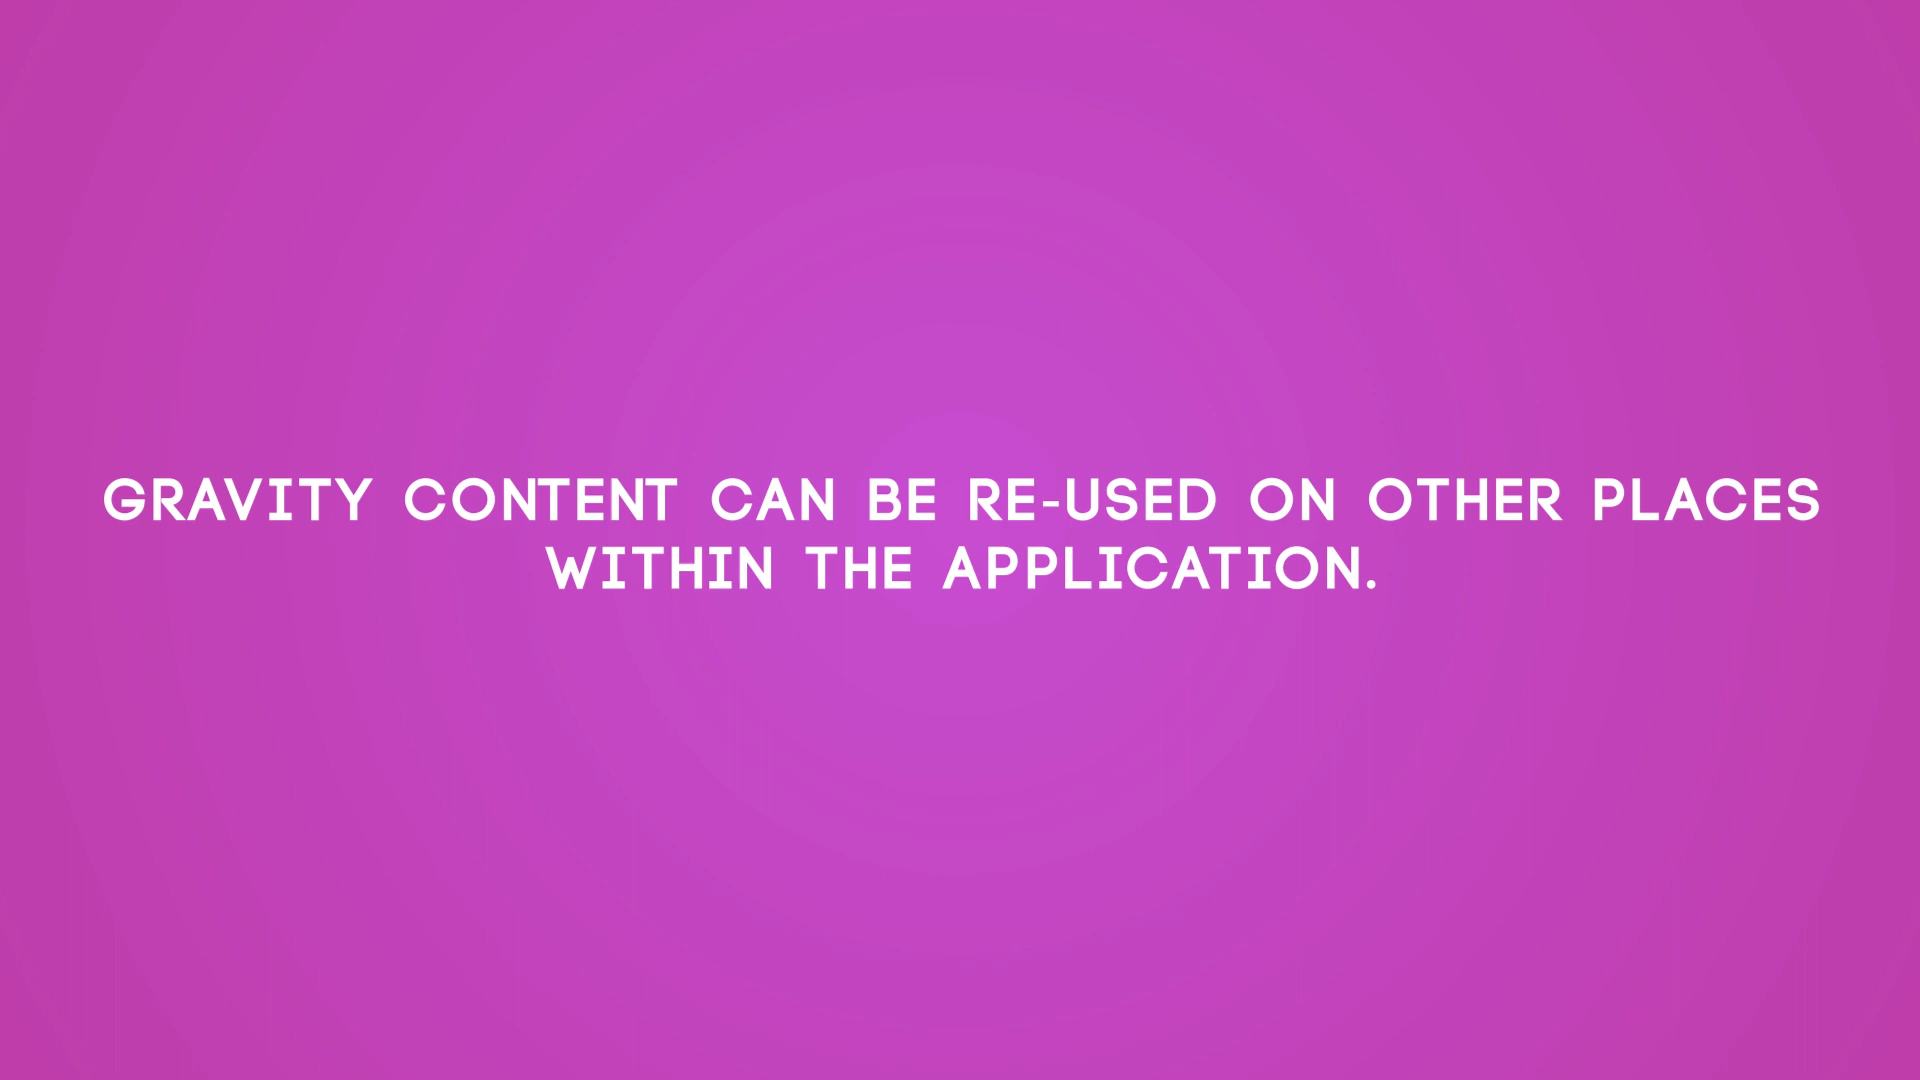 GRAVITY CONTENT CAN BE RE-USED ON OTHER PLACES
WITHIN THE APPLICATION.